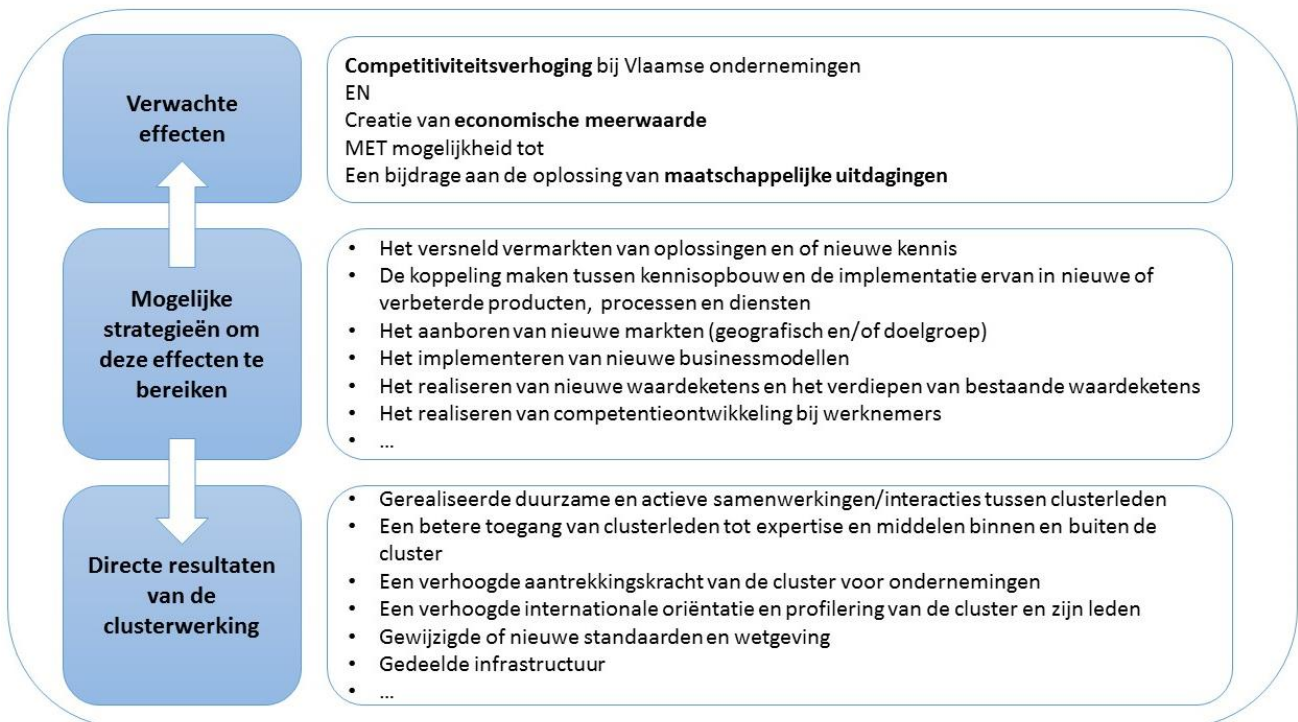 Verwachte
effecten
Competitiviteitsverhoging bij Vlaamse ondernemingen
EN
Creatie van economische meerwaarde
MET mogelijkheid tot
Een bijdrage aan de oplossing van maatschappelijke uitdagingen
Mogelijke
strategieën om
deze effecten te
bereiken
• Het versneld vermarkten van oplossingen en of nieuwe kennis
• De koppeling maken tussen kennisopbouw en de implementatie ervan in nieuwe of
verbeterde producten, processen en diensten
• Het aanboren van nieuwe markten (geografisch en/of doelgroep)
• Het implementeren van nieuwe businessmodellen
• Het realiseren van nieuwe waardeketens en het verdiepen van bestaande waardeketens
• Het realiseren van competentieontwikkeling bij werknemers
• ...
Directe resultaten
van de
clusterwerking
• Gerealiseerde duurzame en actieve samenwerkingen/interacties tussen clusterleden
• Een betere toegang van clusterleden tot expertise en middelen binnen en buiten de
cluster
• Een verhoogde aantrekkingskracht van de cluster voor ondernemingen
• Een verhoogde internationale oriëntatie en profilering van de cluster en zijn leden
• Gewijzigde of nieuwe standaarden en wetgeving
• Gedeelde infrastructuur
• ...